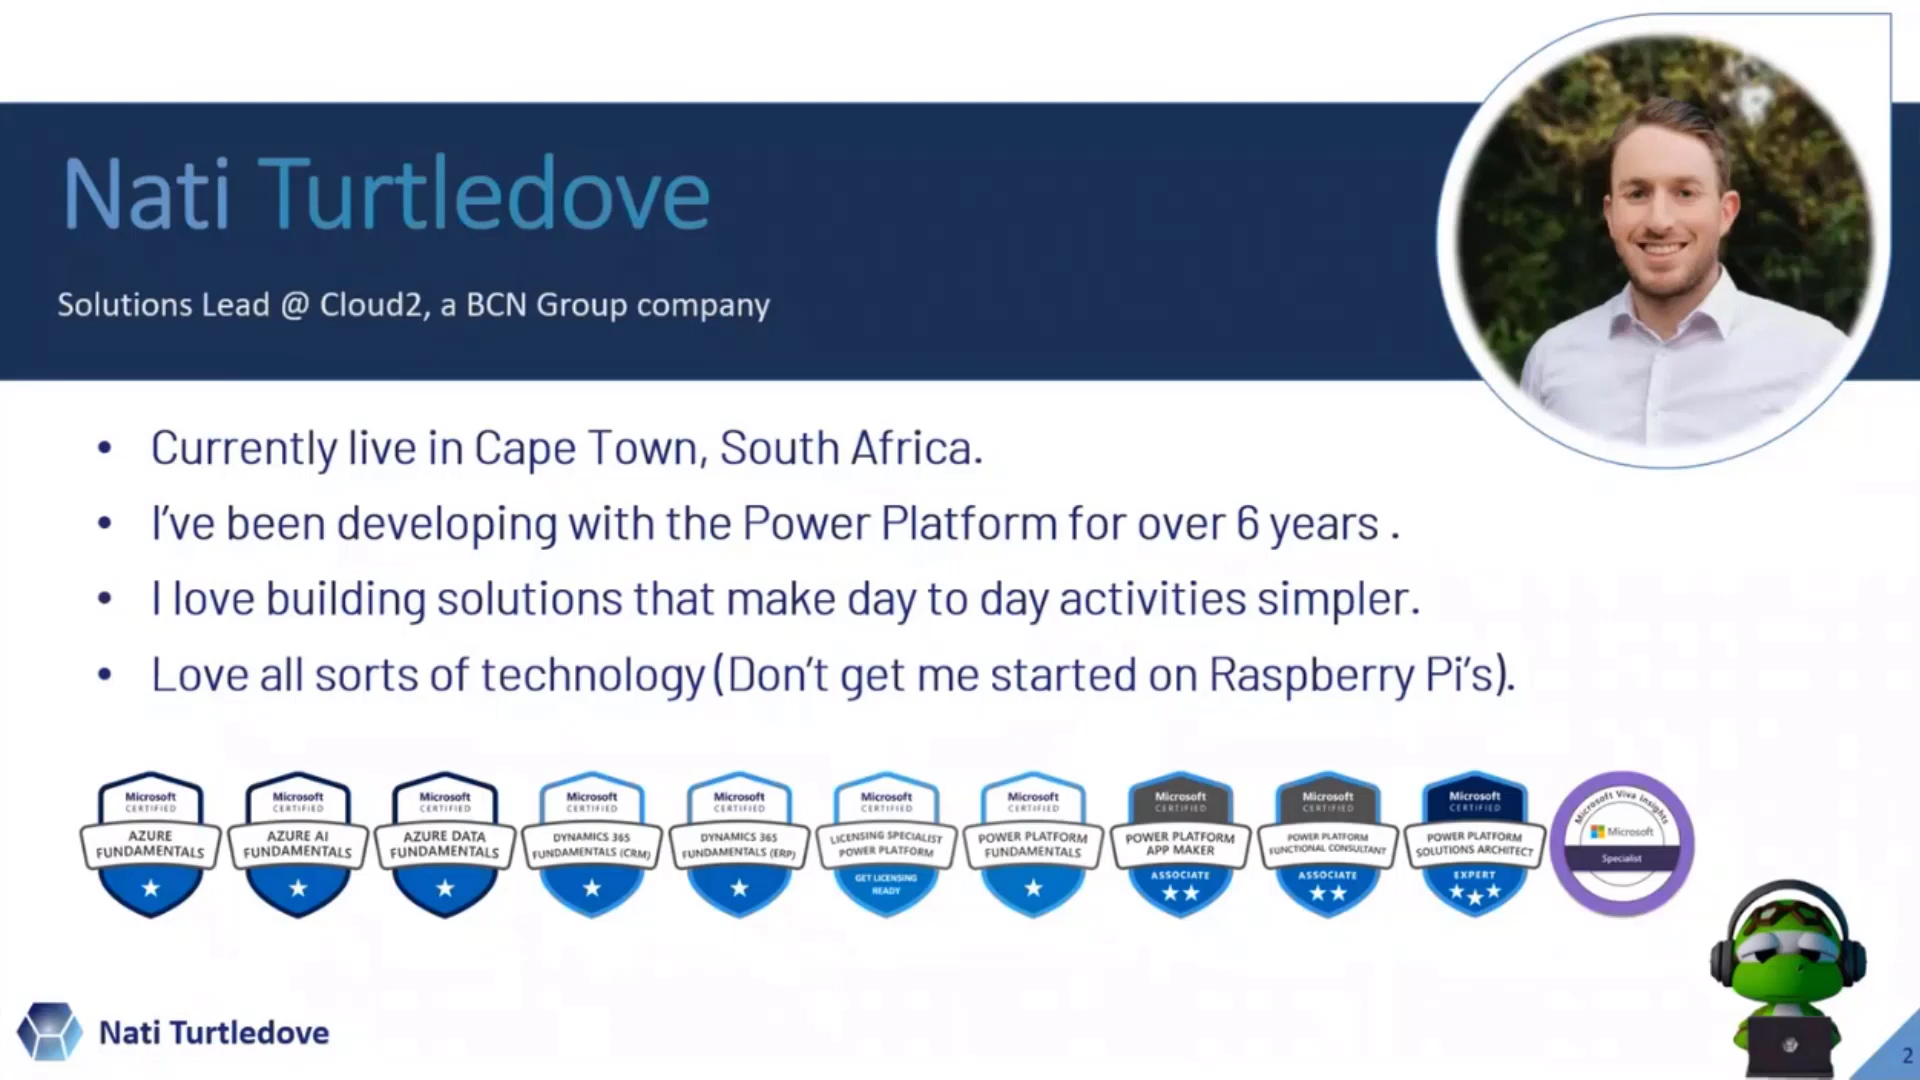 Nati Turtledove
Solutions Lead @ Cloud2, a BCN Group company
• Currently live in Cape Town, South Africa.
• I've been developing with the Power Platform for over 6 years .
• I love building solutions that make day to day activities simpler.
• Love all sorts of technology (Don't get me started on Raspberry Pi's).
Microsoft
CERTIFIED
AZURE
FUNDAMENTALS
Microsoft
CERTIFIED
AZURE AI
FUNDAMENTALS
Microsoft
CERTIFIED
AZURE DATA
FUNDAMENTALS
Microsoft
CERTIFIED
DYNAMICS 365
FUNDAMENTALS (CRM)
Microsoft
CERTIFIED
DYNAMICS 365
FUNDAMENTALS (ERP)
Microsoft
CERTIFIED
LICENSING SPECIALIST
POWER PLATFORM
GET LICENSING
READY
Microsoft
CERTIFIED
POWER PLATFORM
FUNDAMENTALS
Microsoft
CERTIFIED
POWER PLATFORM
APP MAKER
ASSOCIATE
Microsoft
CERTIFIED
POWER PLATFORM
FUNCTIONAL CONSULTANT
ASSOCIATE
Microsoft
CERTIFIED
POWER PLATFORM
SOLUTIONS ARCHITECT
EXPERT
Microsoft Viva Insights
Microsoft
Specialist
Nati Turtledove
2